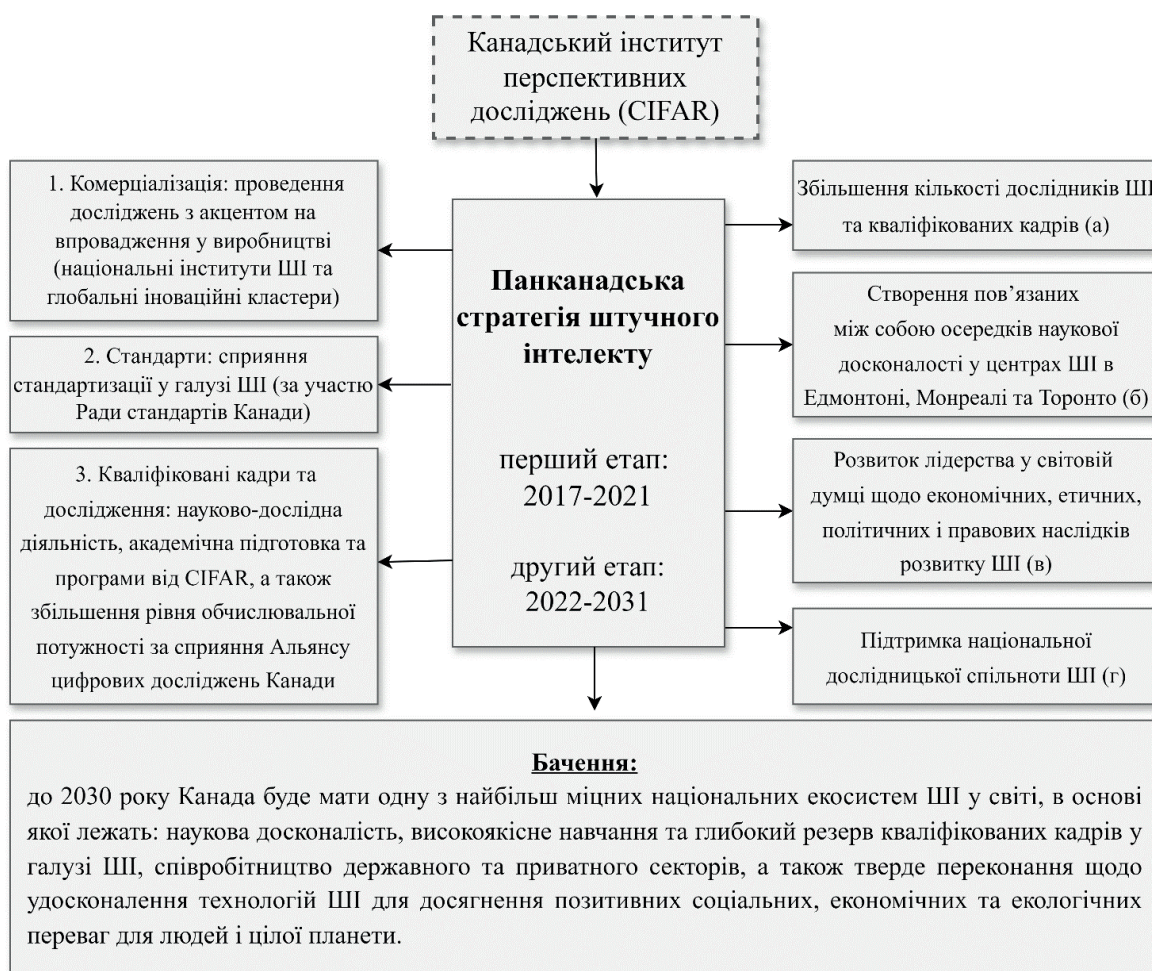 Канадський інститут
перспективних
досліджень (CIFAR)
1. Комерціалізація: проведення
досліджень з акцентом на
впровадження у виробництві
(національні інститути ШІ та
глобальні іноваційні кластери)
2. Стандарти: сприяння
стандартизації у галузі ШІ (за участю
Ради стандартів Канади)
3. Кваліфіковані кадри та
дослідження: науково-дослідна
діяльність, академічна підготовка та
програми від CIFAR, а також
збільшення рівня обчислювальної
потужності за сприяння Альянсу
цифрових досліджень Канади
Панканадська
стратегія штучного
інтелекту
перший етап:
2017-2021
другий етап:
2022-2031
Збільшення кількості дослідників ШІ
та кваліфікованих кадрів (а)
Створення пов’язаних
між собою осередків наукової
досконалості у центрах ШІ в
Едмонтоні, Монреалі та Торонто (б)
Розвиток лідерства у світовій
думці щодо економічних, етичних,
політичних і правових наслідків
розвитку ШІ (в)
Підтримка національної
дослідницької спільноти ШІ (г)
Бачення:
до 2030 року Канада буде мати одну з найбільш міцних національних екосистем ШІ у світі, в основі
якої лежать: наукова досконалість, високоякісне навчання та глибокий резерв кваліфікованих кадрів у
галузі ШІ, співробітництво державного та приватного секторів, а також тверде переконання щодо
удосконалення технологій ШІ для досягнення позитивних соціальних, економічних та екологічних
переваг для людей і цілої планети.